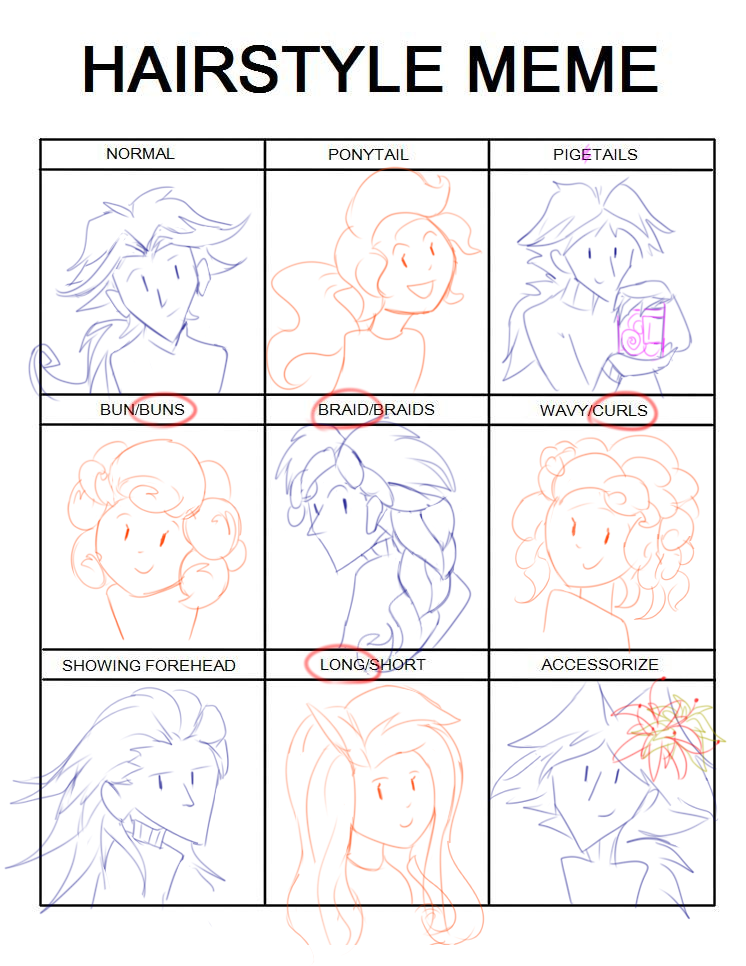 HAIRSTYLE MEME
NORMAL
PONYTAIL
PIGETAILS
BUN/BUNS
BRAID/BRAIDS
WAVY/CURLS
SHOWING FOREHEAD
LONG/SHORT
ACCESSORIZE